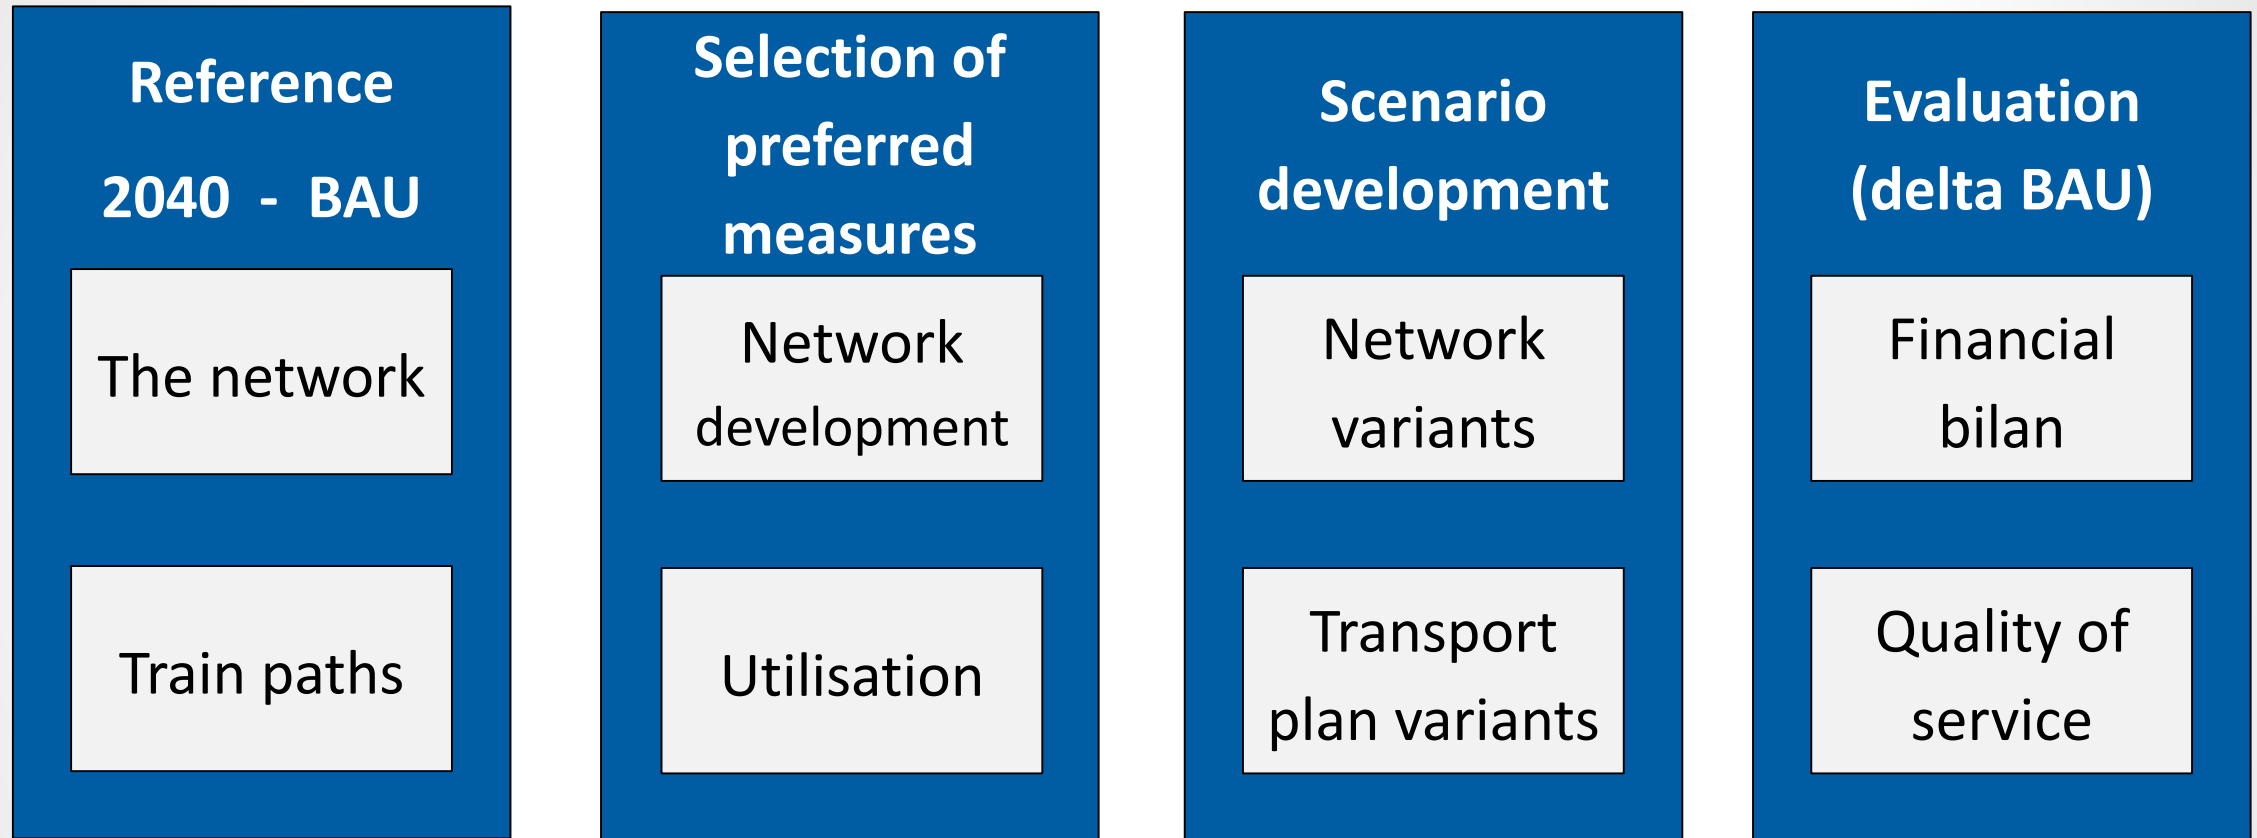 Reference
2040 - BAU
The network
Train paths
Selection of
preferred
measures
Network
development
Utilisation
Scenario
development
Network
variants
Transport
plan variants
Evaluation
(delta BAU)
Financial
bilan
Quality of
service